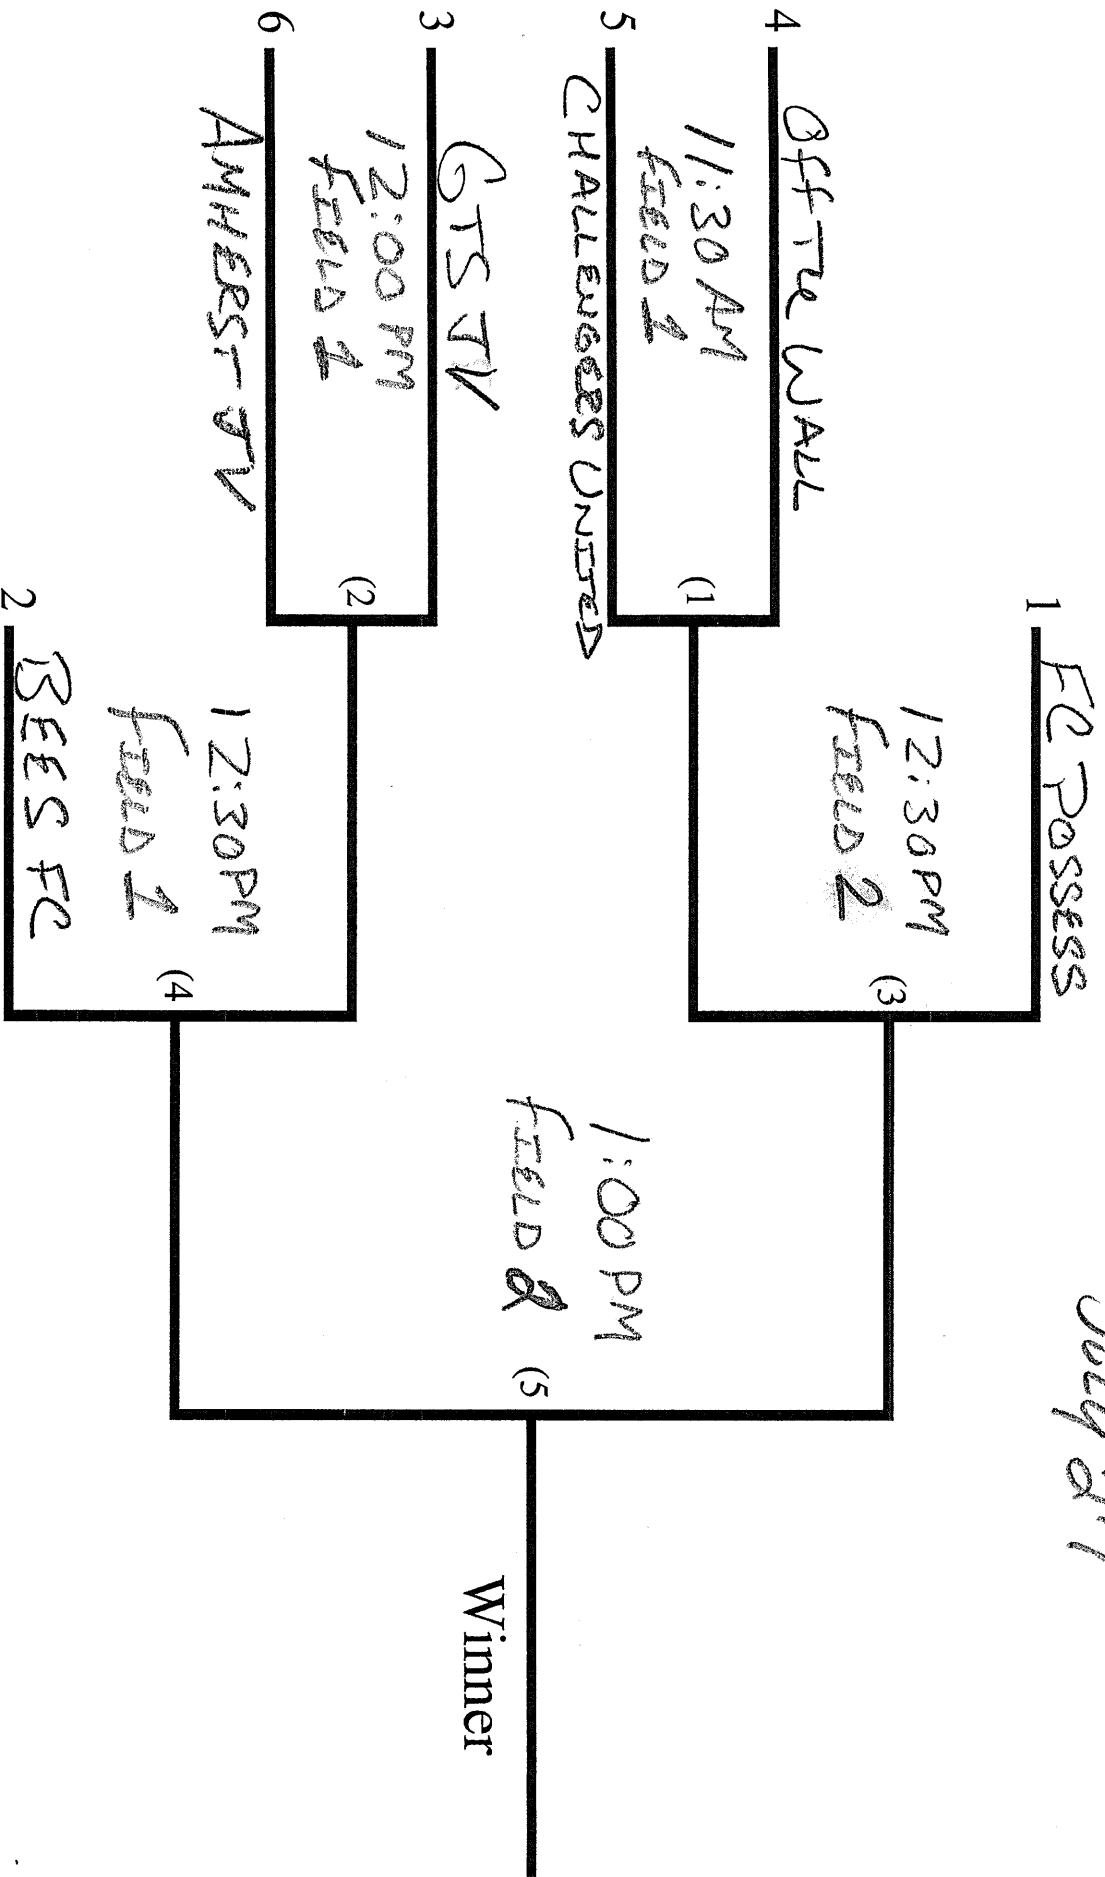 July 24
1 FC POSSESS
12:30 PM
FIELD 2
(3
4 Off The WALL
11:30 AM
FIELD 1
(1
5 CHALLENGERS UNITED
1:00 PM
FIELD 2
(5
Winner
3 GTS JV
12:00 PM
FIELD 1
(2
6 AMHERST JV
12:30 PM
FIELD 1
(4
2 BEES FC